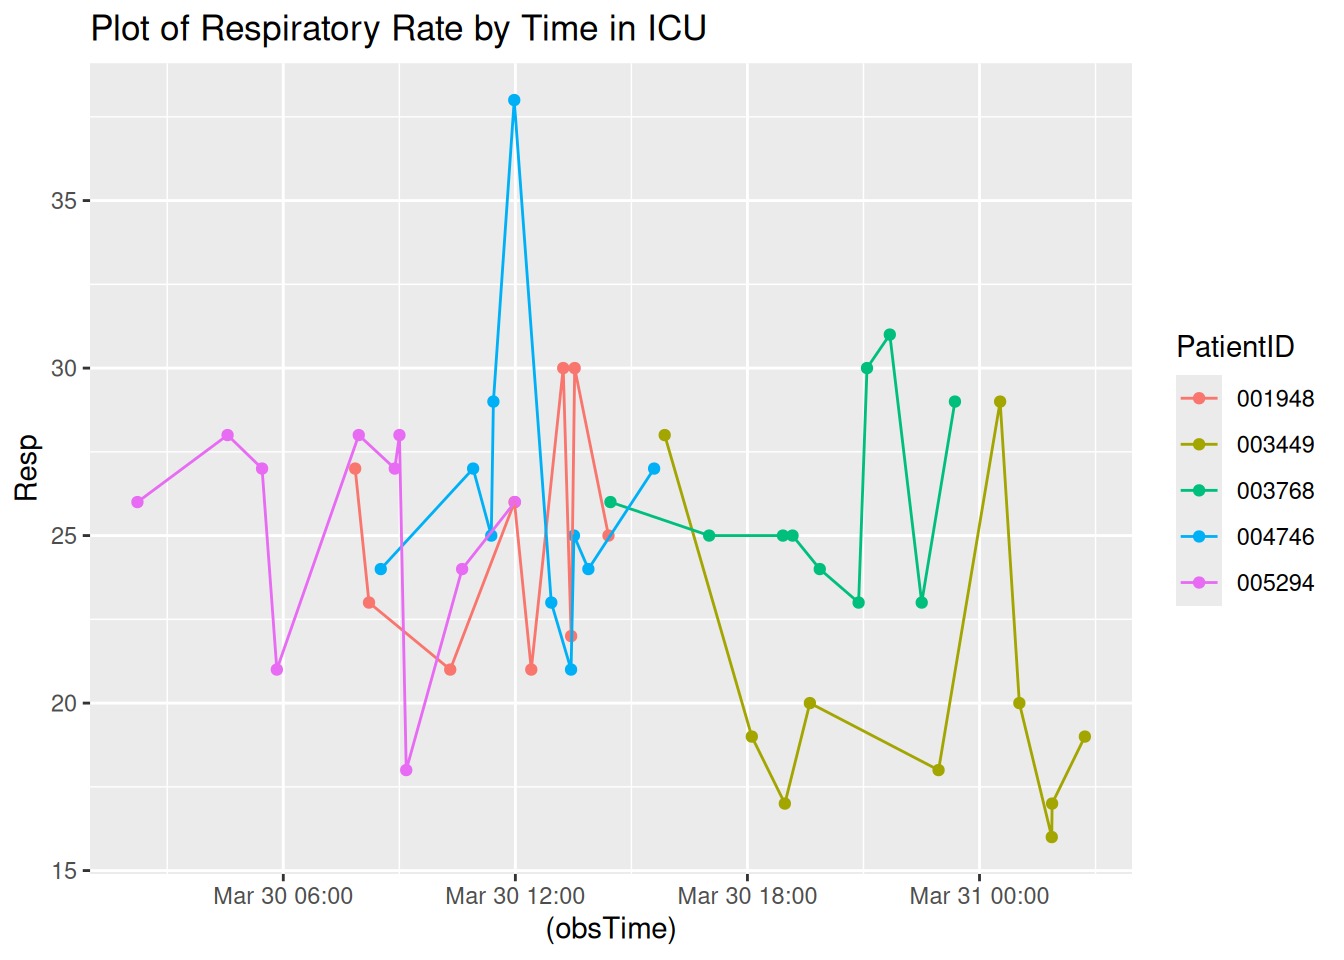 Plot of Respiratory Rate by Time in ICU
Resp
35
30
25
20
15
Mar 30 06:00 Mar 30 12:00 Mar 30 18:00 Mar 31 00:00
(obsTime)
PatientID
001948
003449
003768
004746
005294